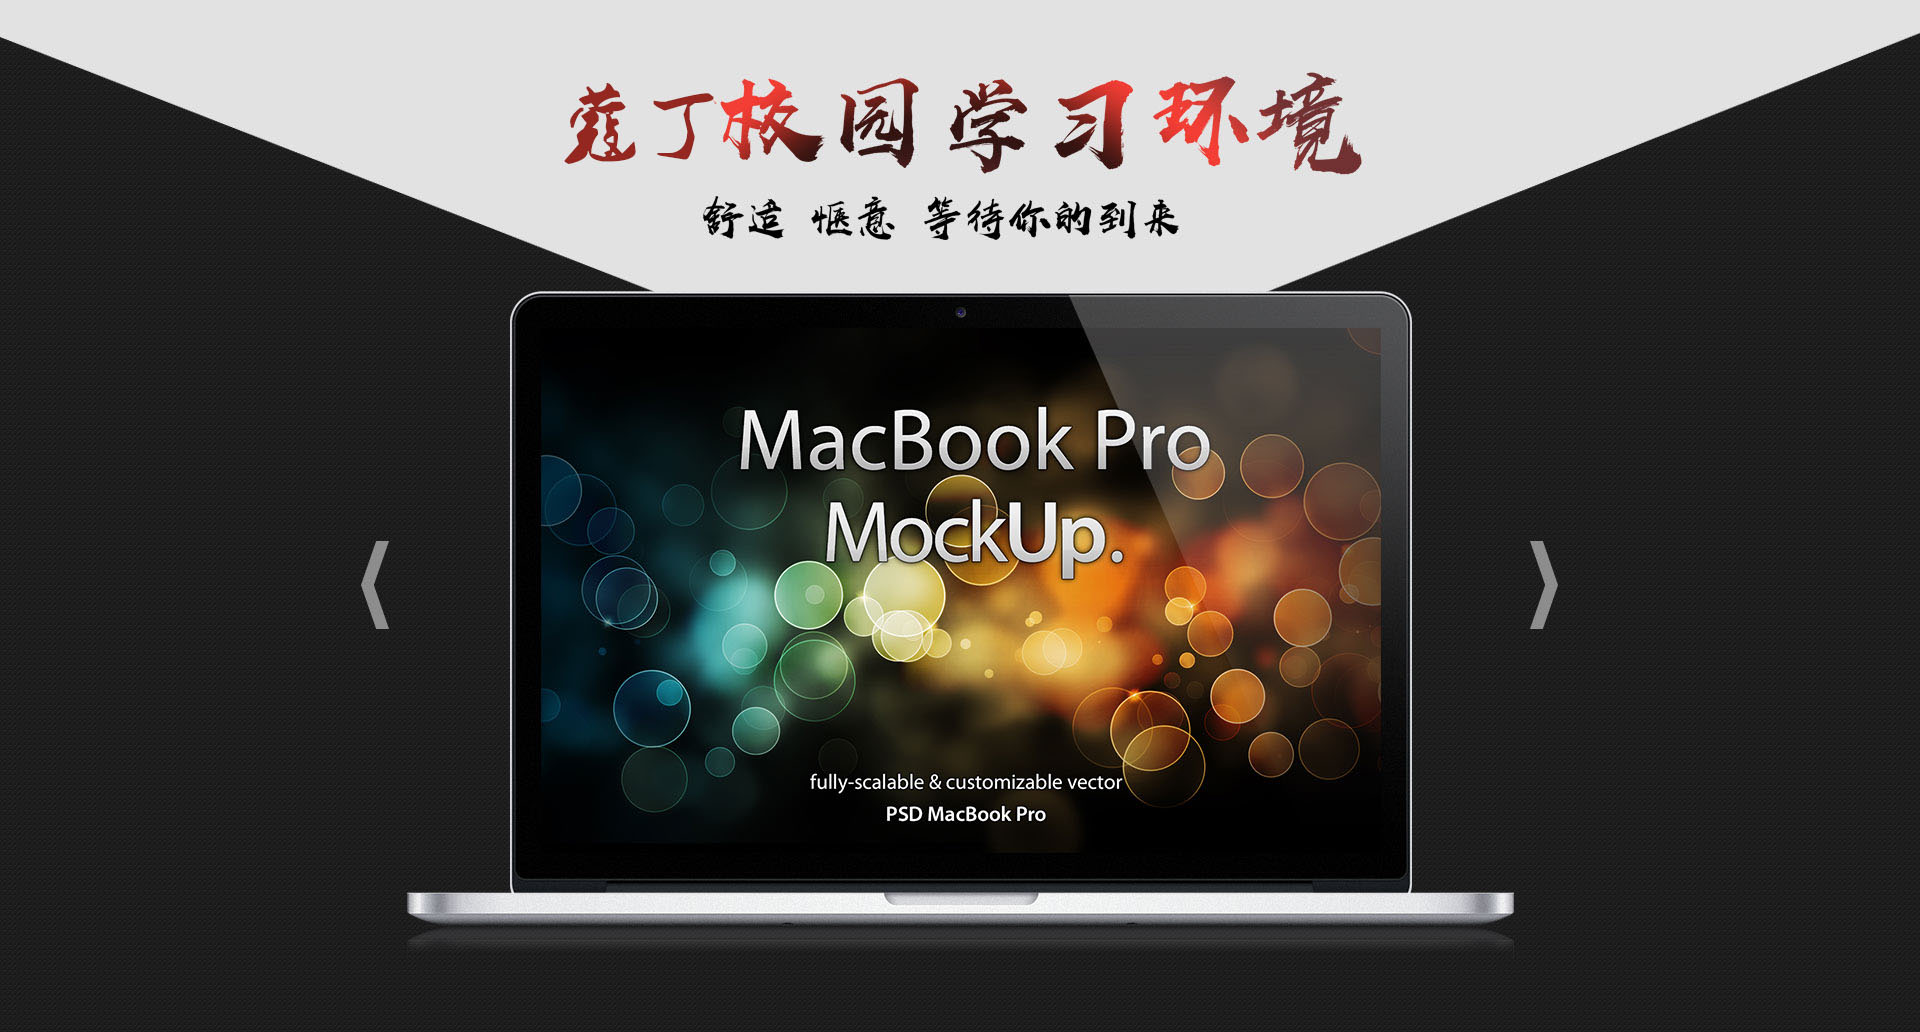 蔻丁校园学习环境
舒适 惬意 等待你的到来
MacBook Pro
MockUp.
fully-scalable & customizable vector
PSD MacBook Pro